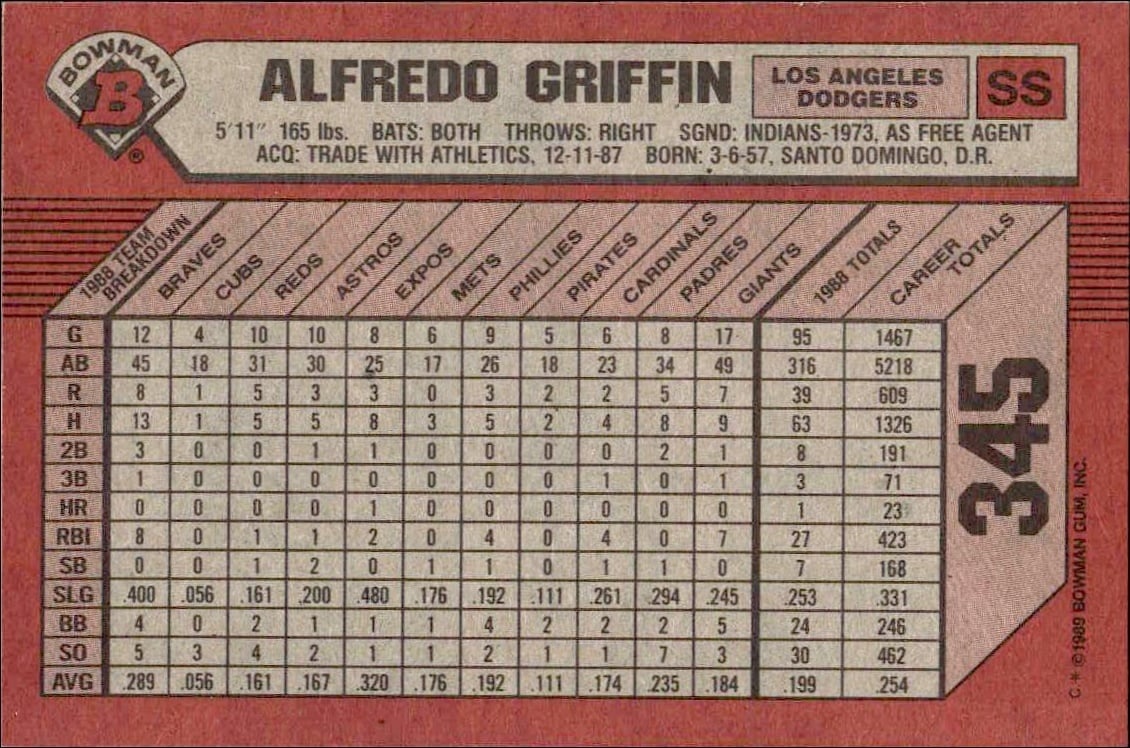 BOWMAN
B
®
ALFREDO GRIFFIN
LOS ANGELES
DODGERS
SS
5'11" 165 lbs. BATS: BOTH THROWS: RIGHT SGND: INDIANS-1973, AS FREE AGENT
ACQ: TRADE WITH ATHLETICS, 12-11-87 BORN: 3-6-57, SANTO DOMINGO, D.R.
1988 TEAM BREAKDOWN BRAVES CUBS REDS ASTROS EXPOS METS PHILLIES PIRATES CARDINALS PADRES GIANTS 1988 TOTALS CAREER TOTALS
G 12 4 10 10 8 6 9 5 6 8 17 95 1467
AB 45 18 31 30 25 17 26 18 23 34 49 316 5218
R 8 1 5 3 3 0 3 2 2 5 7 39 609
H 13 1 5 5 8 3 5 2 4 8 9 63 1326
2B 3 0 0 1 1 0 0 0 0 2 1 8 191
3B 1 0 0 0 0 0 0 0 1 0 1 3 71
HR 0 0 0 0 1 0 0 0 0 0 0 1 23
RBI 8 0 1 1 2 0 4 0 4 0 7 27 423
SB 0 0 1 2 0 1 1 0 1 1 0 7 168
SLG .400 .056 .161 .200 .480 .176 .192 .111 .261 .294 .245 .253 .331
BB 4 0 2 1 1 1 4 2 2 2 5 24 246
SO 5 3 4 2 1 1 2 1 1 7 3 30 462
AVG .289 .056 .161 .167 .320 .176 .192 .111 .174 .235 .184 .199 .254
345
C. * ©1989 BOWMAN GUM, INC.